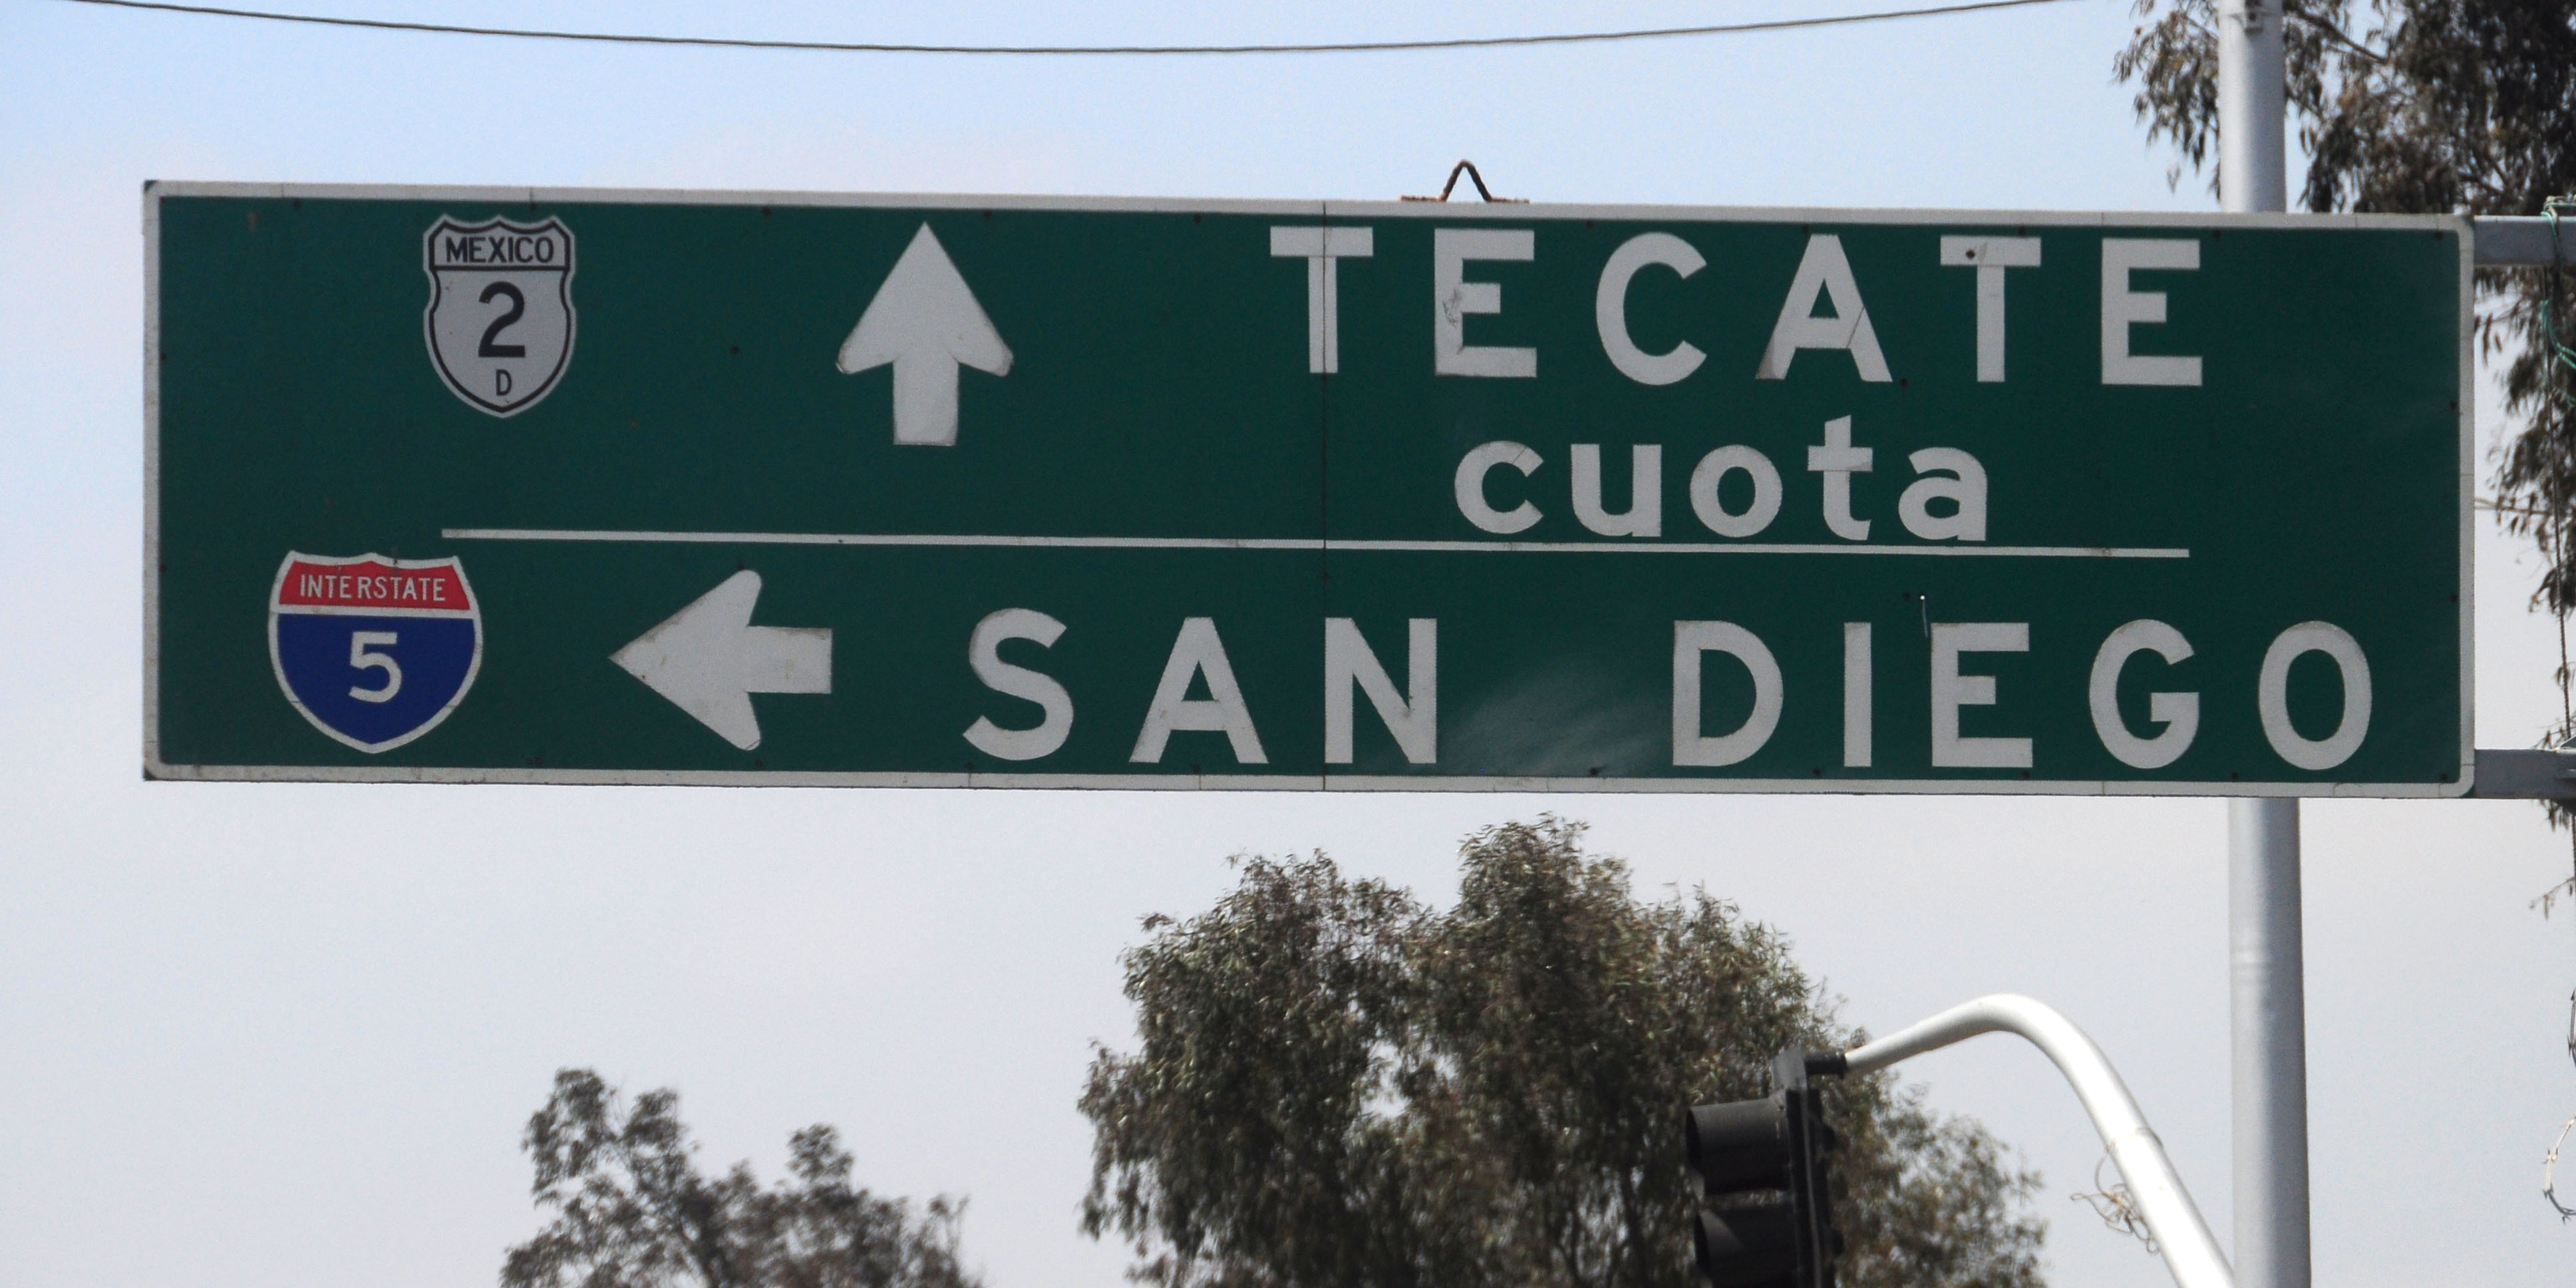 MEXICO
2
D
TECATE
cuota
INTERSTATE
5
SAN DIEGO